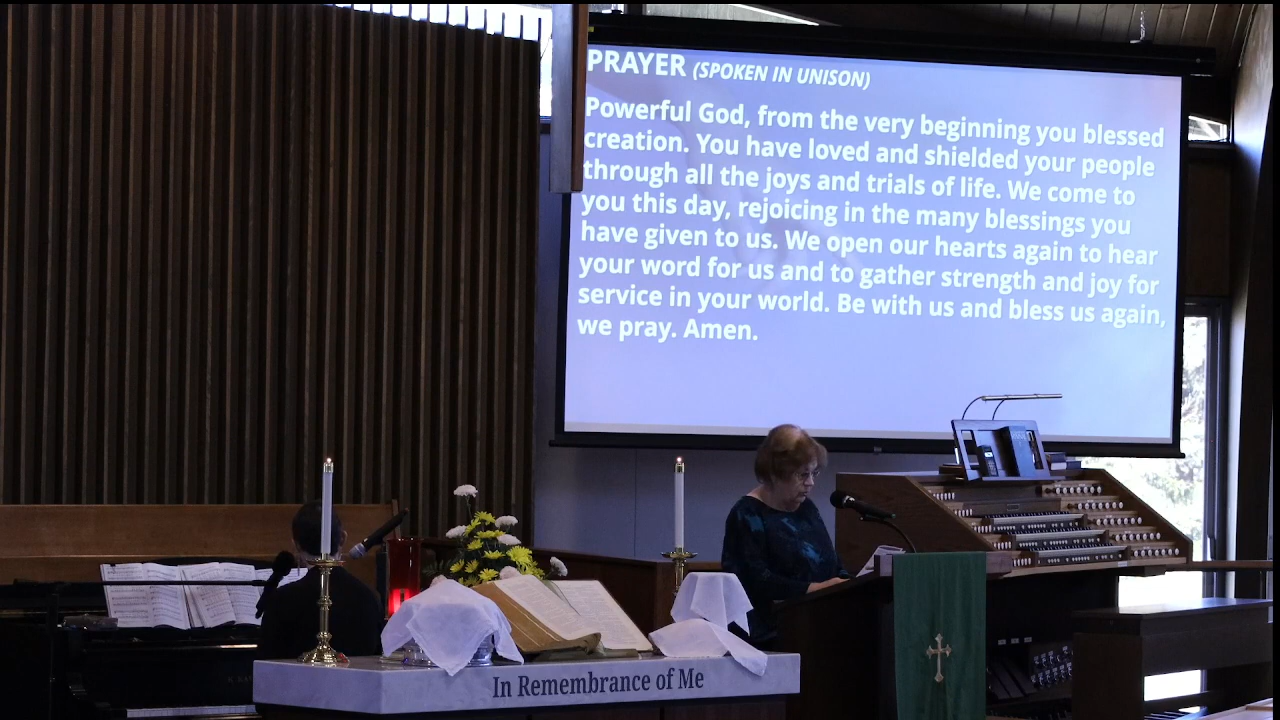 PRAYER (SPOKEN IN UNISON)
Powerful God, from the very beginning you blessed
creation. You have loved and shielded your people
through all the joys and trials of life. We come to
you this day, rejoicing in the many blessings you
have given to us. We open our hearts again to hear
your word for us and to gather strength and joy for
service in your world. Be with us and bless us again,
we pray. Amen.
In Remembrance of Me